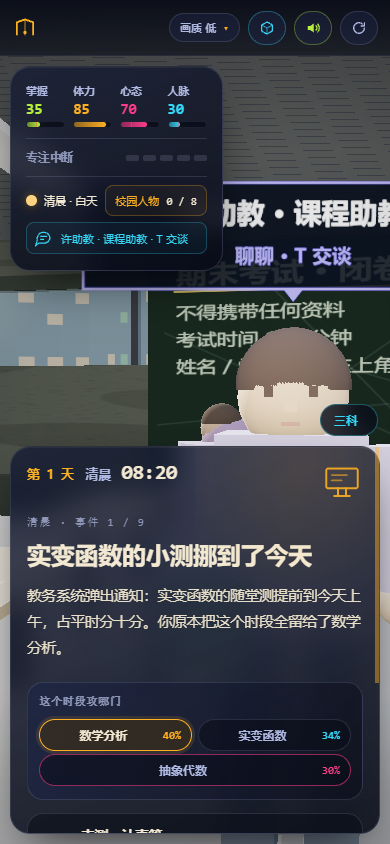 画质 低
掌握
体力
心态
人脉
35
85
70
30
专注中断
清晨 · 白天
校园人物 0 / 8
许助教 · 课程助教 · T 交谈
助教 · 课程助教
聊聊 · T 交谈
期末考试 · 闭卷
不得携带任何资料
考试时间
分钟
姓名 /
上角
三科
第 1 天 清晨 08:20
清晨 · 事件 1 / 9
实变函数的小测挪到了今天
教务系统弹出通知：实变函数的随堂测提前到今天上
午，占平时分十分。你原本把这个时段全留给了数学
分析。
这个时段攻哪门
数学分析 40%
实变函数 34%
抽象代数 30%